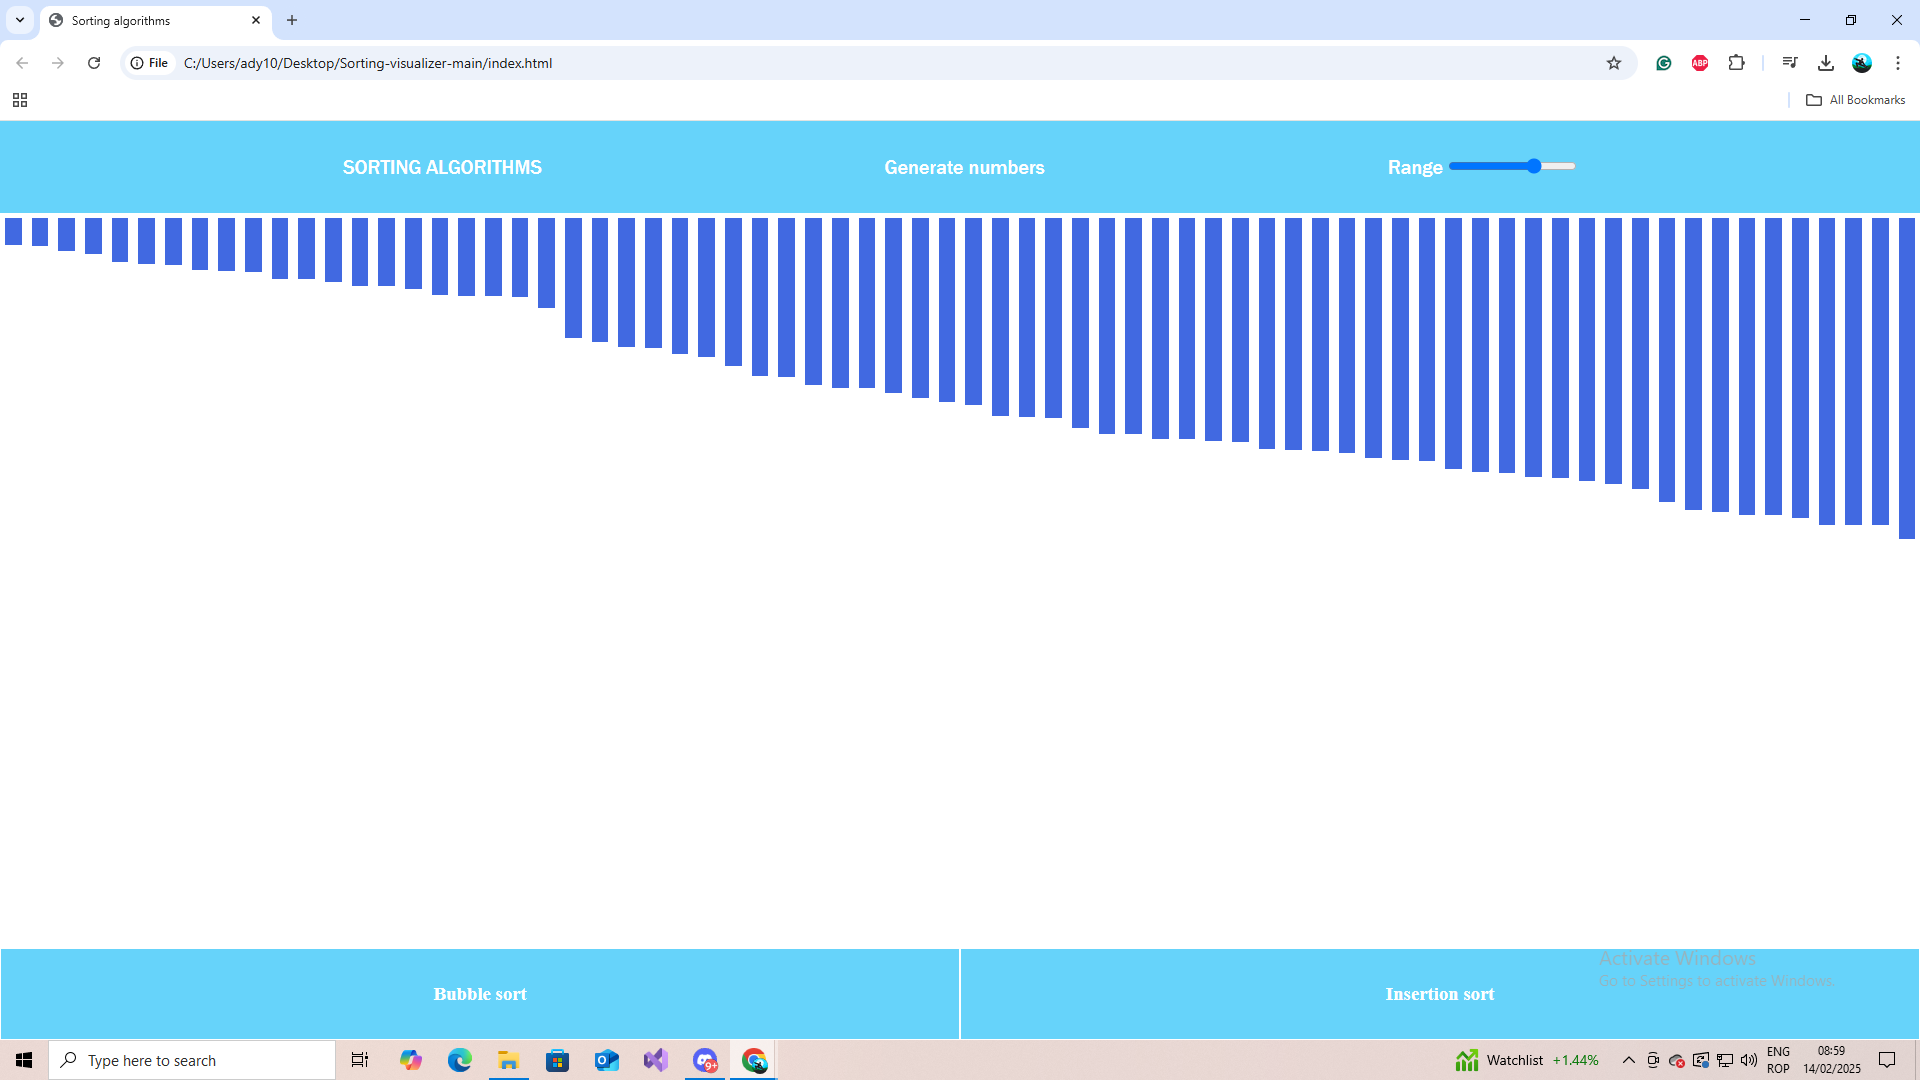 Sorting algorithms
File C:/Users/ady10/Desktop/Sorting-visualizer-main/index.html
ABP
All Bookmarks
SORTING ALGORITHMS Generate numbers Range
Activate Windows
Go to Settings to activate Windows.
Bubble sort Insertion sort
Type here to search
9+
Watchlist +1.44%
ENG
ROP
08:59
14/02/2025